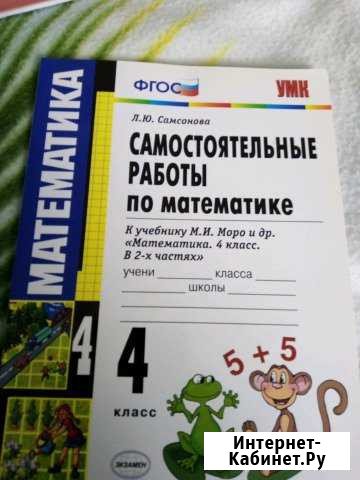 МАТЕМАТИКА
4
ФГОС
УМК
Л.Ю. Самсонова
САМОСТОЯТЕЛЬНЫЕ
РАБОТЫ
по математике
К учебнику М.И. Моро и др.
«Математика. 4 класс.
В 2-х частях»
учени класса
школы
4
класс
5 + 5
ЭКЗАМЕН
Интернет-
Кабинет.Ру